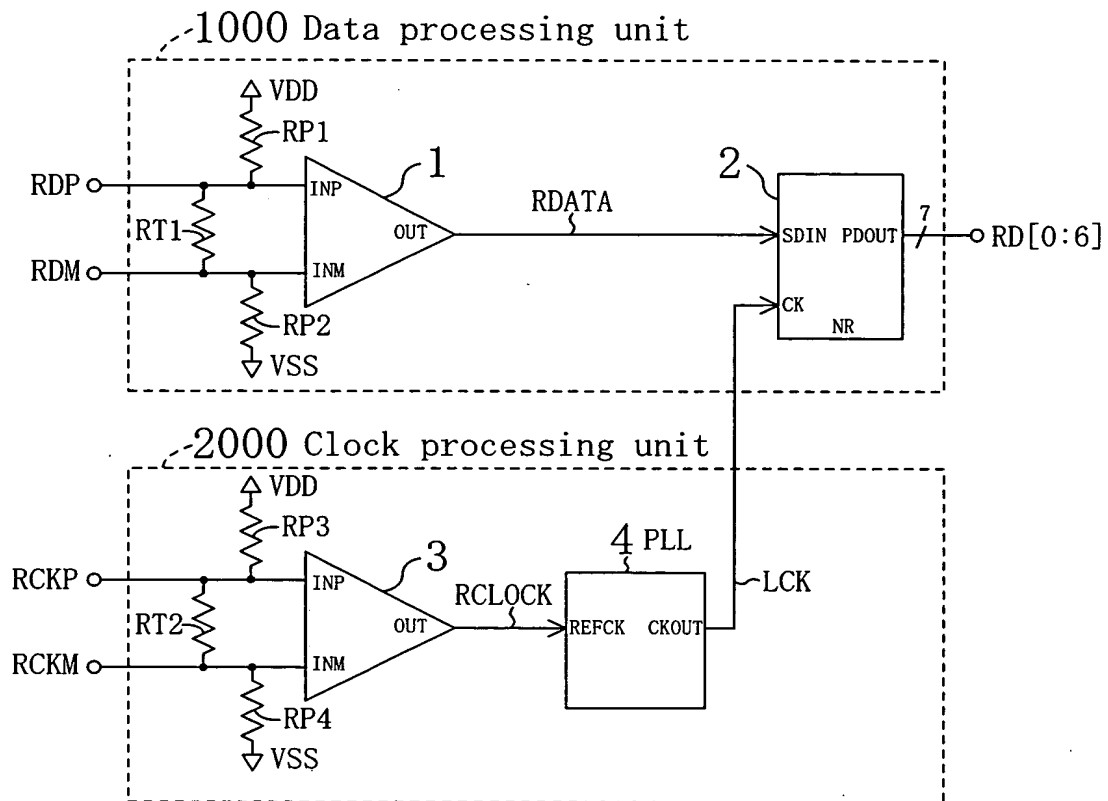 1000 Data processing unit
VDD
RP1
1
2
RDP
INP
RDATA
7
RT1
OUT
SDIN PDOUT
RD[0:6]
RDM
INM
CK
RP2
NR
VSS
2000 Clock processing unit
VDD
RP3
3
4 PLL
RCKP
INP
RCLOCK
LCK
RT2
OUT
REFCK CKOUT
RCKM
INM
RP4
VSS